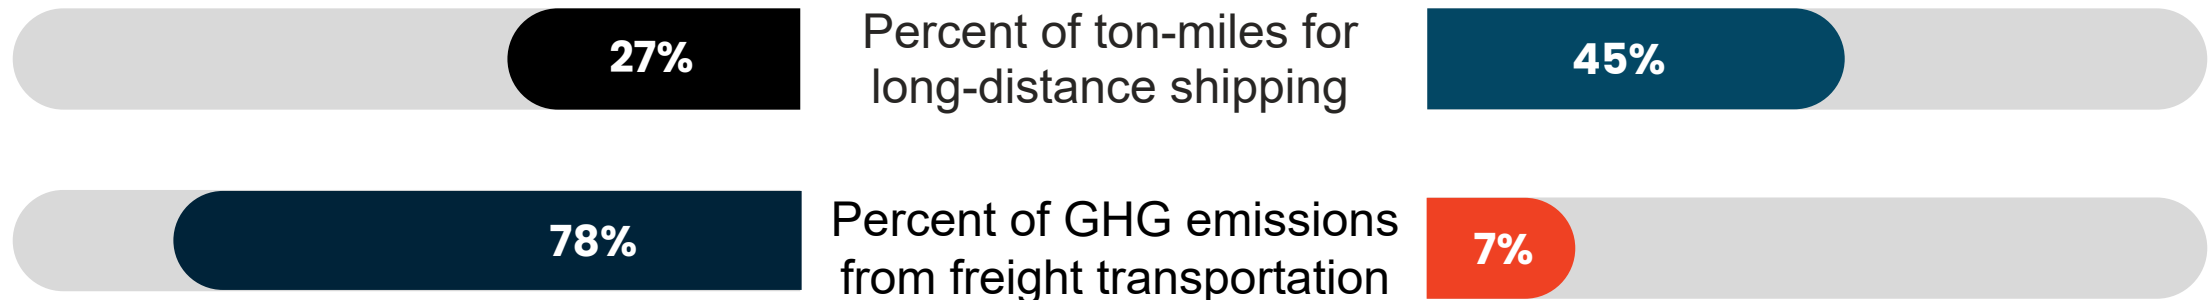 27%
Percent of ton-miles for
long-distance shipping
45%
78%
Percent of GHG emissions
from freight transportation
7%